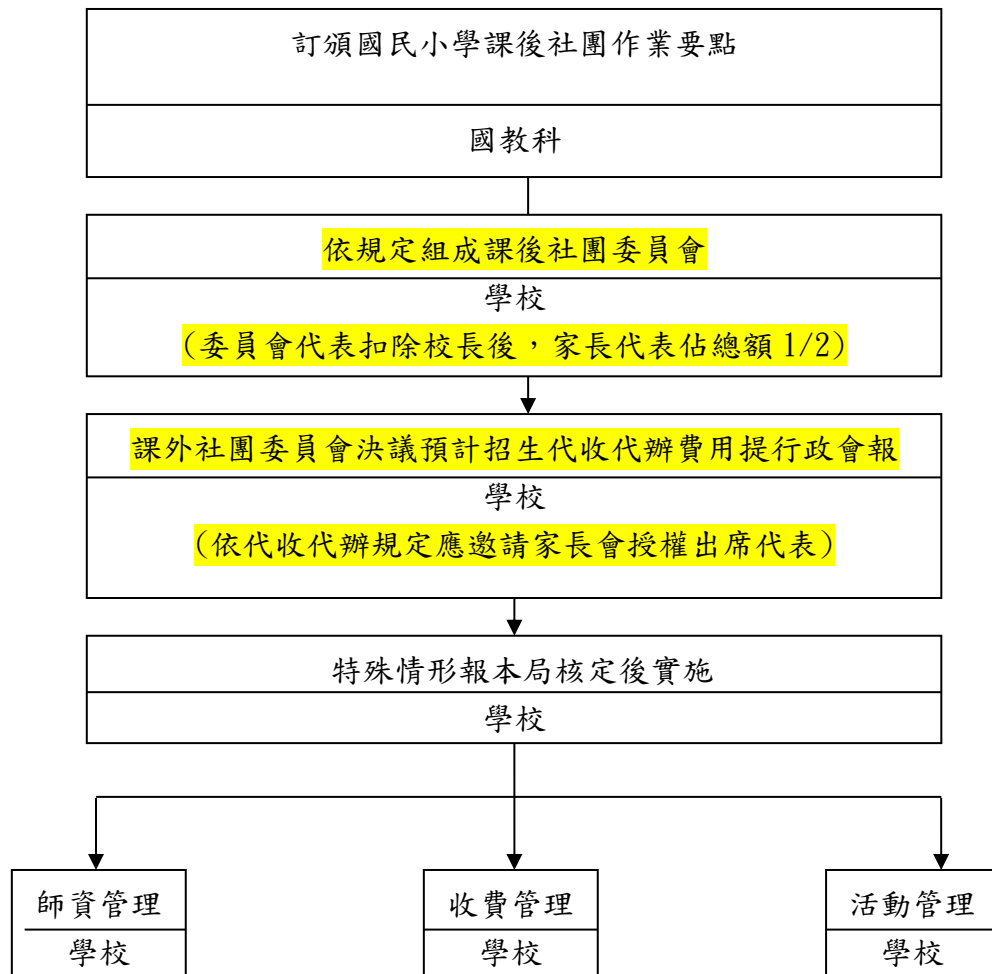 訂頒國民小學課後社團作業要點
國教科
依規定組成課後社團委員會
學校
(委員會代表扣除校長後，家長代表佔總額 1/2)
課外社團委員會決議預計招生代收代辦費用提行政會報
學校
(依代收代辦規定應邀請家長會授權出席代表)
特殊情形報本局核定後實施
學校
師資管理
學校
收費管理
學校
活動管理
學校